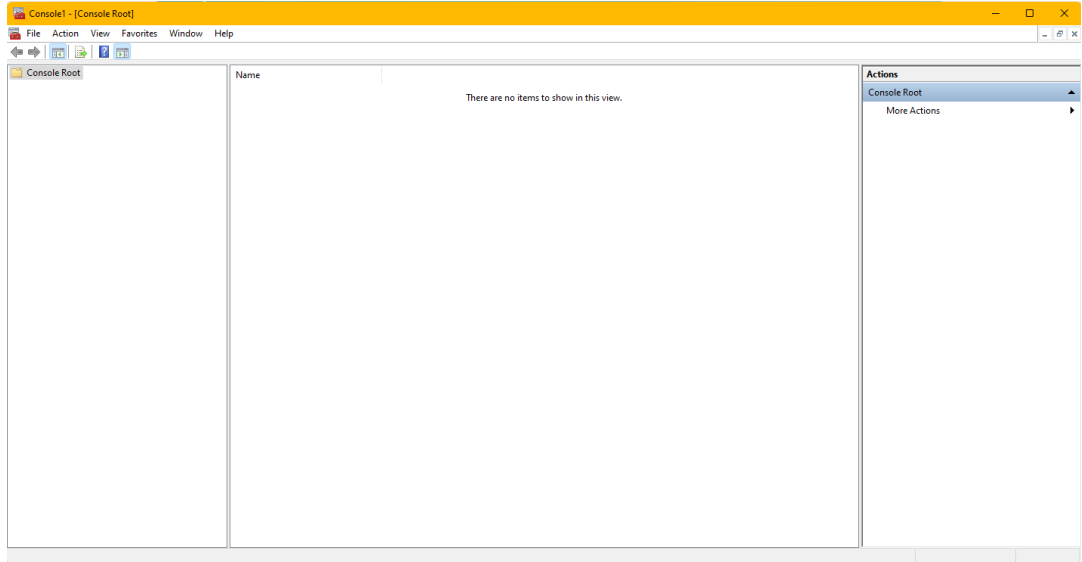 Console1 - [Console Root]
File Action View Favorites Window Help
Console Root
Name
There are no items to show in this view.
Actions
Console Root
More Actions